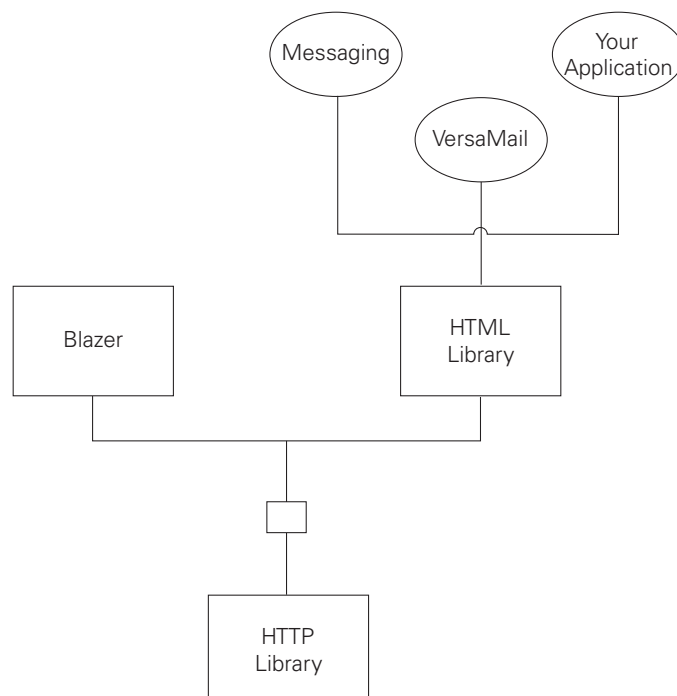 Messaging
Your
Application
VersaMail
Blazer
HTML
Library
HTTP
Library